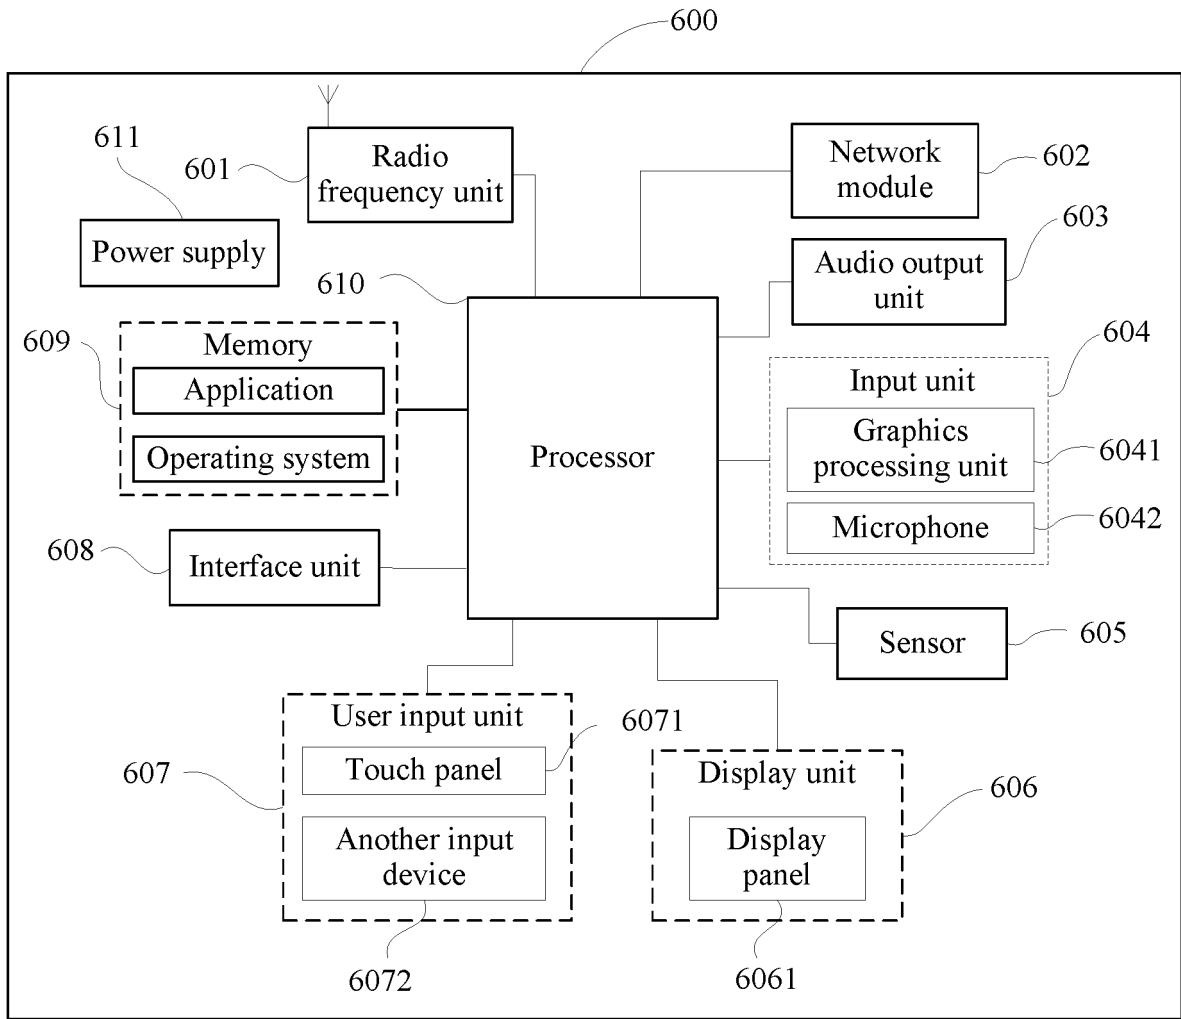 600
611
601
Radio
frequency unit
Network
module
602
Power supply
603
Audio output
unit
610
609
Memory
Application
Operating system
Processor
604
Input unit
Graphics
processing unit
6041
Microphone
6042
608
Interface unit
Sensor
605
User input unit
6071
Touch panel
607
Another input
device
6072
Display unit
606
Display
panel
6061